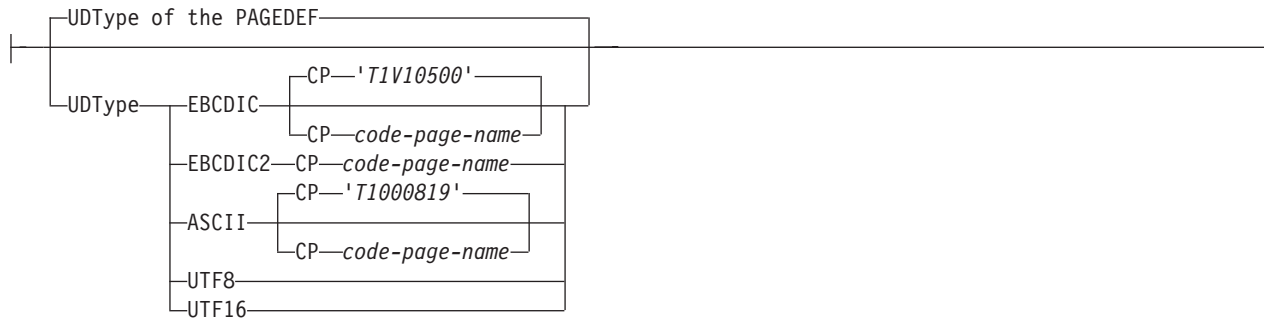 UDType of the PAGEDEF
CP 'T1V10500'
UDType EBCDIC
CP code-page-name
EBCDIC2 CP code-page-name
CP 'T1000819'
ASCII
CP code-page-name
UTF8
UTF16